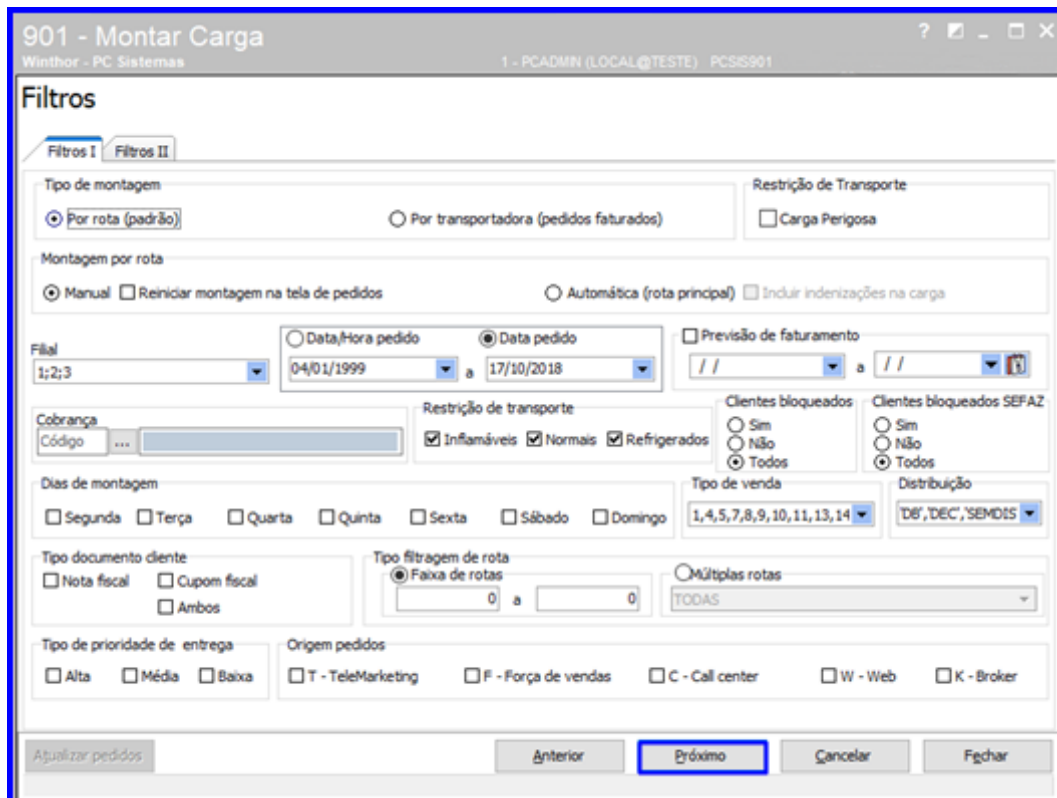 901 - Montar Carga
Winthor - PC Sistemas 1 - PCADMIN (LOCAL@TESTE) PCSIS901
Filtros
Filtros I Filtros II
Tipo de montagem Restrição de Transporte
Por rota (padrão) Por transportadora (pedidos faturados) Carga Perigosa
Montagem por rota
Manual Reiniciar montagem na tela de pedidos Automática (rota principal) Incluir indenizações na carga
Filial Data/Hora pedido Data pedido Previsão de faturamento
1;2;3 04/01/1999 a 17/10/2018 / / a / /
Cobrança Restrição de transporte Clientes bloqueados Clientes bloqueados SEFAZ
Código ... Inflamáveis Normais Refrigerados Sim Sim
Não Não
Todos Todos
Dias de montagem Tipo de venda Distribuição
Segunda Terça Quarta Quinta Sexta Sábado Domingo 1,4,5,7,8,9,10,11,13,14 'DB','DEC','SEMDIS
Tipo documento cliente Tipo filtragem de rota
Nota fiscal Cupom fiscal Faixa de rotas Múltiplas rotas
Ambos 0 a 0 TODAS
Tipo de prioridade de entrega Origem pedidos
Alta Média Baixa T - TeleMarketing F - Força de vendas C - Call center W - Web K - Broker
Atualizar pedidos Anterior Próximo Cancelar Fechar